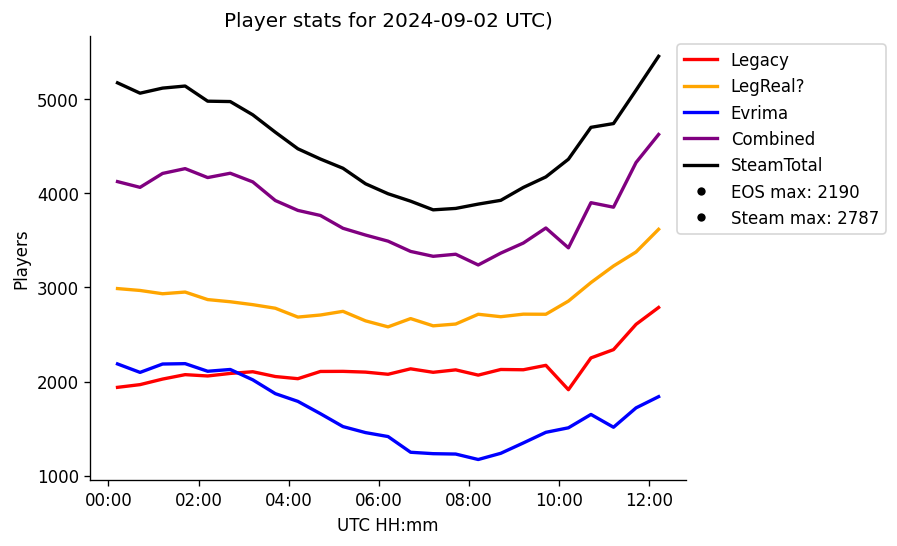 Player stats for 2024-09-02 UTC)
Legacy
LegReal?
Evrima
Combined
SteamTotal
EOS max: 2190
Steam max: 2787
Players
5000
4000
3000
2000
1000
00:00 02:00 04:00 06:00 08:00 10:00 12:00
UTC HH:mm